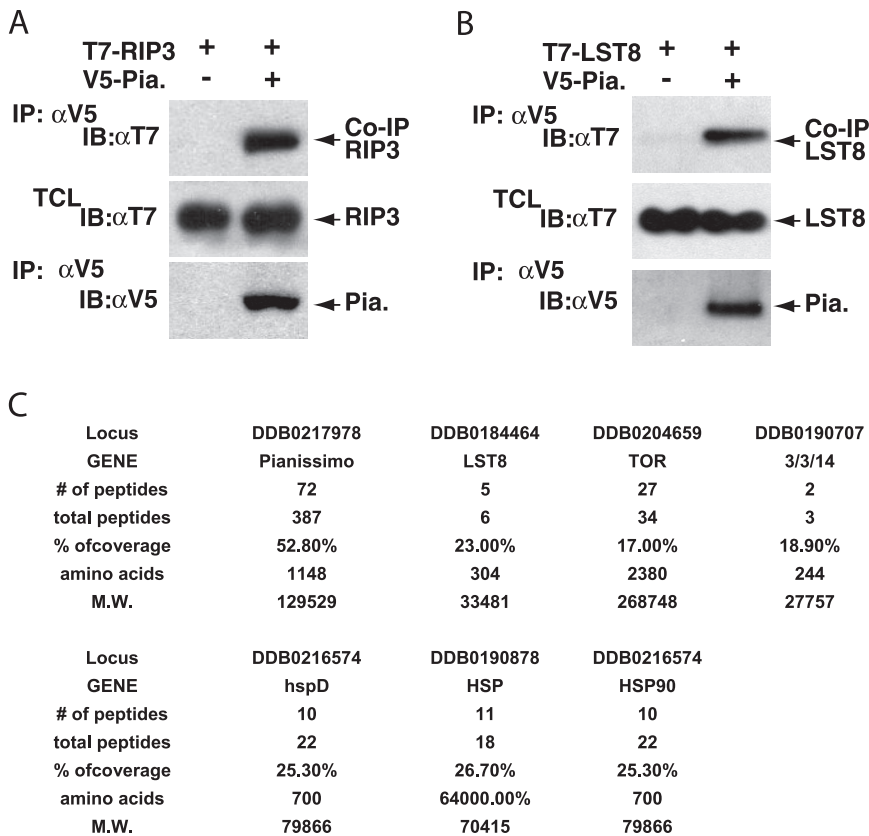 A
T7-RIP3 + +
V5-Pia. - +
IP: αV5
IB:αT7
Co-IP
RIP3
TCL
IB:αT7
RIP3
IP: αV5
IB:αV5
Pia.
B
T7-LST8 + +
V5-Pia. - +
IP: αV5
IB:αT7
Co-IP
LST8
TCL
IB:αT7
LST8
IP: αV5
IB:αV5
Pia.
C
Locus DDB0217978 DDB0184464 DDB0204659 DDB0190707
GENE Pianissimo LST8 TOR 3/3/14
# of peptides 72 5 27 2
total peptides 387 6 34 3
% ofcoverage 52.80% 23.00% 17.00% 18.90%
amino acids 1148 304 2380 244
M.W. 129529 33481 268748 27757
Locus DDB0216574 DDB0190878 DDB0216574
GENE hspD HSP HSP90
# of peptides 10 11 10
total peptides 22 18 22
% ofcoverage 25.30% 26.70% 25.30%
amino acids 700 64000.00% 700
M.W. 79866 70415 79866